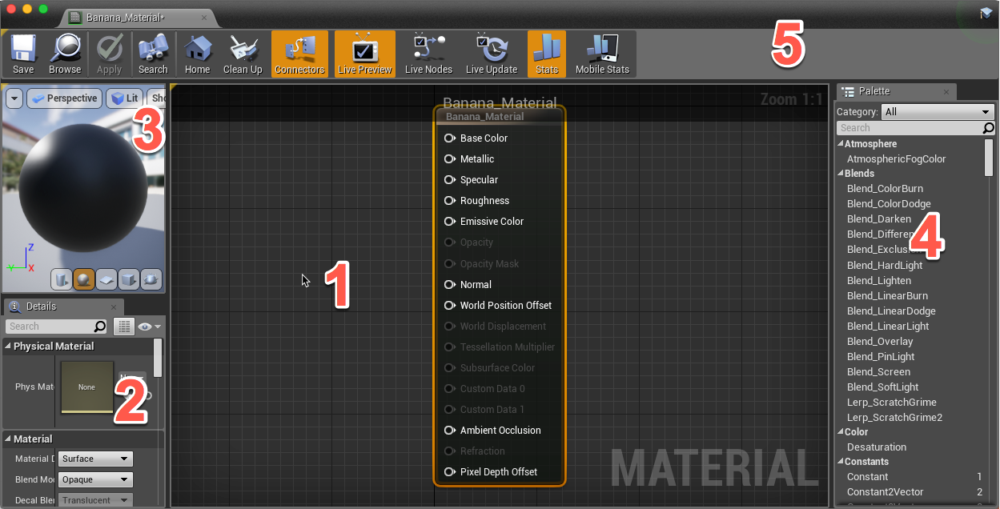 Banana_Material*
Save
Browse
Apply
Search
Home
Clean Up
Connectors
Live Preview
Live Nodes
Live Update
Stats
Mobile Stats
5
Perspective
Lit
Sho
3
Z
Y
X
Details
Search
Physical Material
Phys Mat
None
2
Material
Material D
Surface
Blend Mod
Opaque
Decal Blen
Translucent
Banana_Material
Zoom 1:1
Banana_Material
Base Color
Metallic
Specular
Roughness
Emissive Color
Opacity
Opacity Mask
Normal
World Position Offset
World Displacement
Tessellation Multiplier
Subsurface Color
Custom Data 0
Custom Data 1
Ambient Occlusion
Refraction
Pixel Depth Offset
1
MATERIAL
Palette
Category: All
Search
Atmosphere
AtmosphericFogColor
Blends
Blend_ColorBurn
Blend_ColorDodge
Blend_Darken
Blend_Differen
Blend_Exclusi
Blend_HardLight
Blend_Lighten
Blend_LinearBurn
Blend_LinearDodge
Blend_LinearLight
Blend_Overlay
Blend_PinLight
Blend_Screen
Blend_SoftLight
Lerp_ScratchGrime
Lerp_ScratchGrime2
Color
Desaturation
Constants
Constant 1
Constant2Vector 2
4